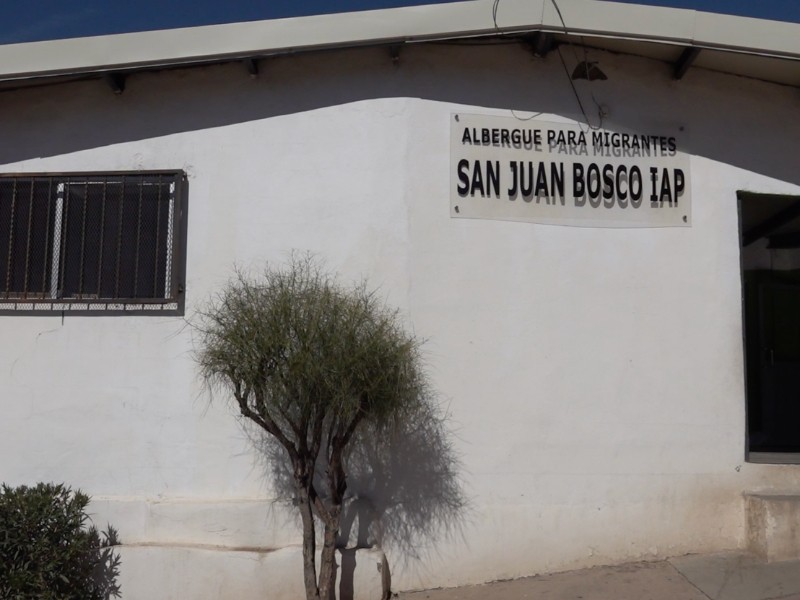 ALBERGUE PARA MIGRANTES
SAN JUAN BOSCO IAP